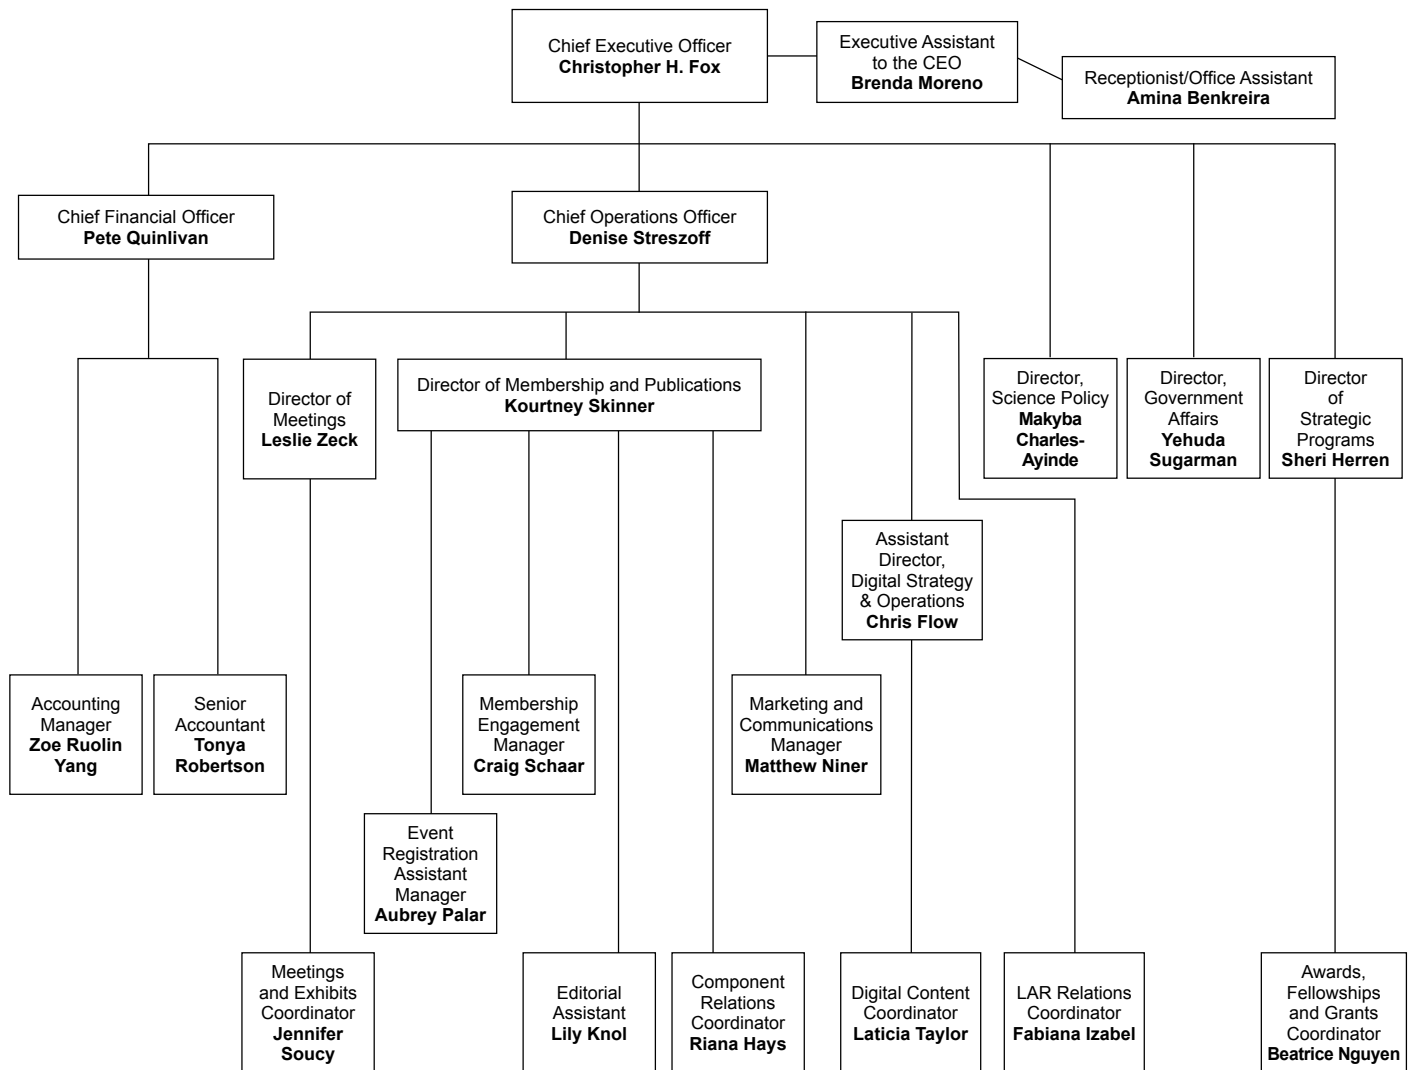 Chief Executive Officer
Christopher H. Fox
Executive Assistant
to the CEO
Brenda Moreno
Receptionist/Office Assistant
Amina Benkreira
Chief Financial Officer
Pete Quinlivan
Chief Operations Officer
Denise Streszoff
Director of
Meetings
Leslie Zeck
Director of Membership and Publications
Kourtney Skinner
Director,
Science Policy
Makyba
Charles-
Ayinde
Director,
Government
Affairs
Yehuda
Sugarman
Director
of
Strategic
Programs
Sheri Herren
Assistant
Director,
Digital Strategy
& Operations
Chris Flow
Accounting
Manager
Zoe Ruolin
Yang
Senior
Accountant
Tonya
Robertson
Membership
Engagement
Manager
Craig Schaar
Marketing and
Communications
Manager
Matthew Niner
Event
Registration
Assistant
Manager
Aubrey Palar
Meetings
and Exhibits
Coordinator
Jennifer
Soucy
Editorial
Assistant
Lily Knol
Component
Relations
Coordinator
Riana Hays
Digital Content
Coordinator
Laticia Taylor
LAR Relations
Coordinator
Fabiana Izabel
Awards,
Fellowships
and Grants
Coordinator
Beatrice Nguyen